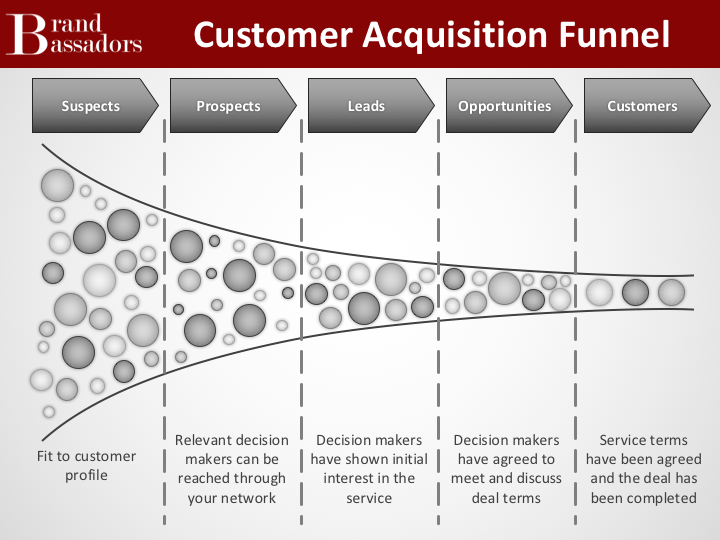 Brand
Bassadors
Customer Acquisition Funnel
Suspects
Prospects
Leads
Opportunities
Customers
Fit to customer
profile
Relevant decision
makers can be
reached through
your network
Decision makers
have shown initial
interest in the
service
Decision makers
have agreed to
meet and discuss
deal terms
Service terms
have been agreed
and the deal has
been completed